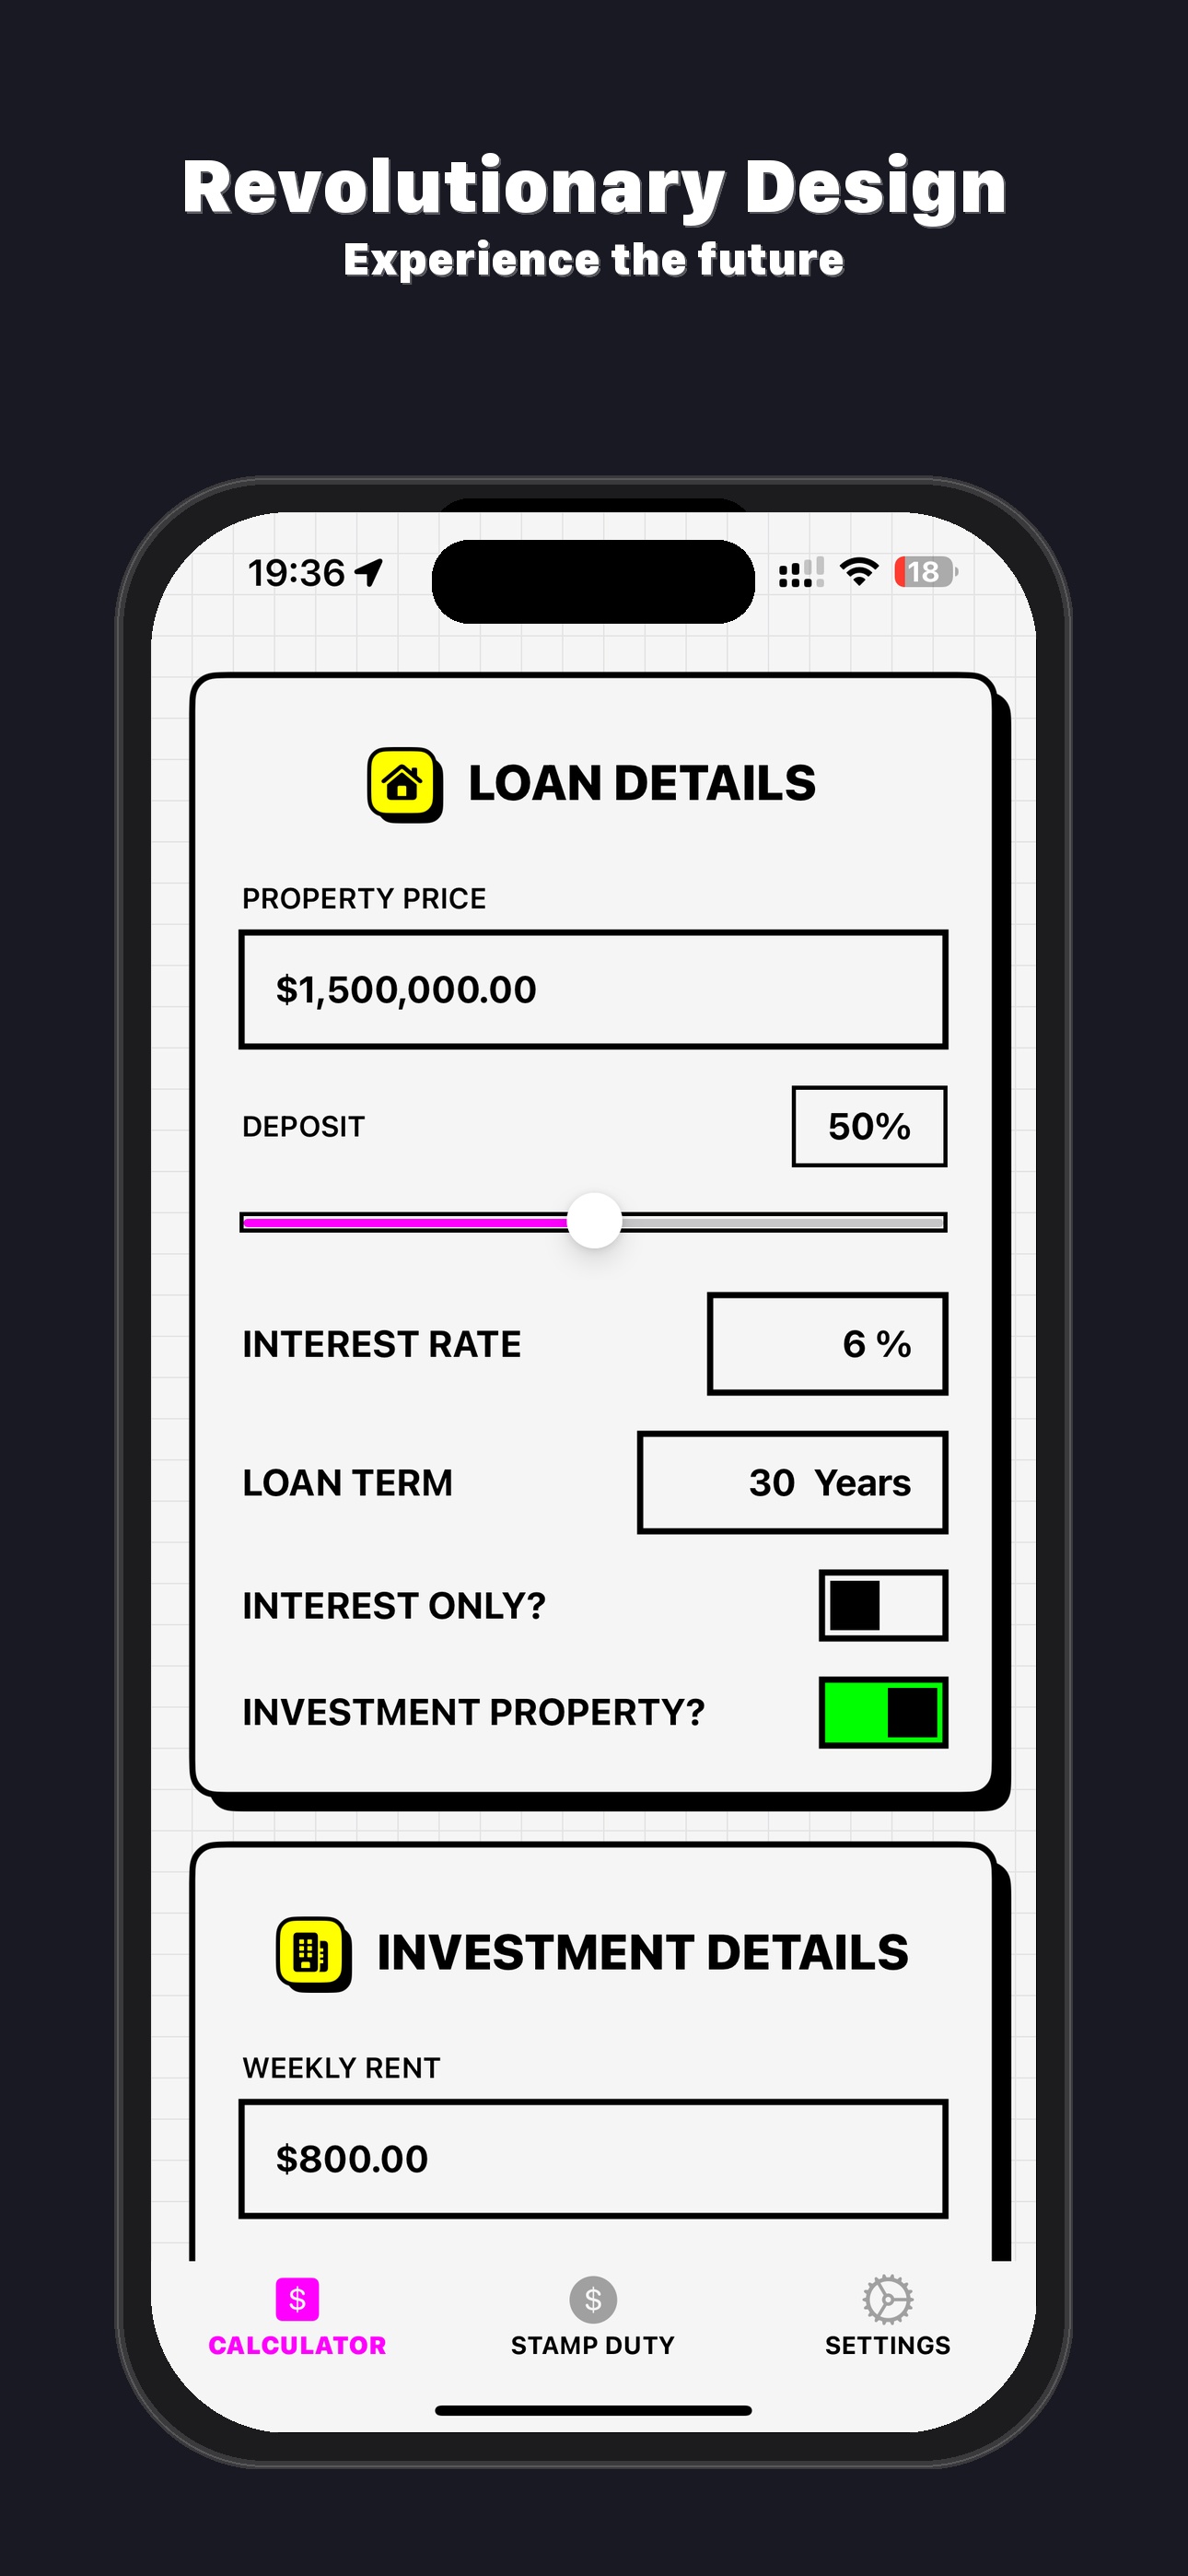 Revolutionary Design
Experience the future
19:36
18
LOAN DETAILS
PROPERTY PRICE
$1,500,000.00
DEPOSIT
50%
INTEREST RATE
6 %
LOAN TERM
30 Years
INTEREST ONLY?
INVESTMENT PROPERTY?
INVESTMENT DETAILS
WEEKLY RENT
$800.00
$ $
CALCULATOR STAMP DUTY SETTINGS